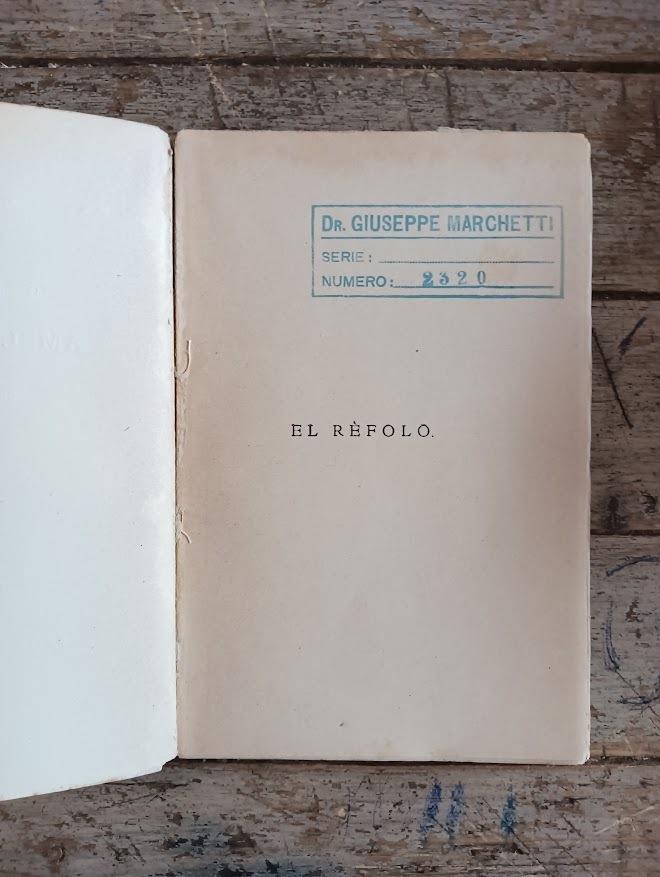 DR. GIUSEPPE MARCHETTI
SERIE:
NUMERO: 2320
EL RÈFOLO.